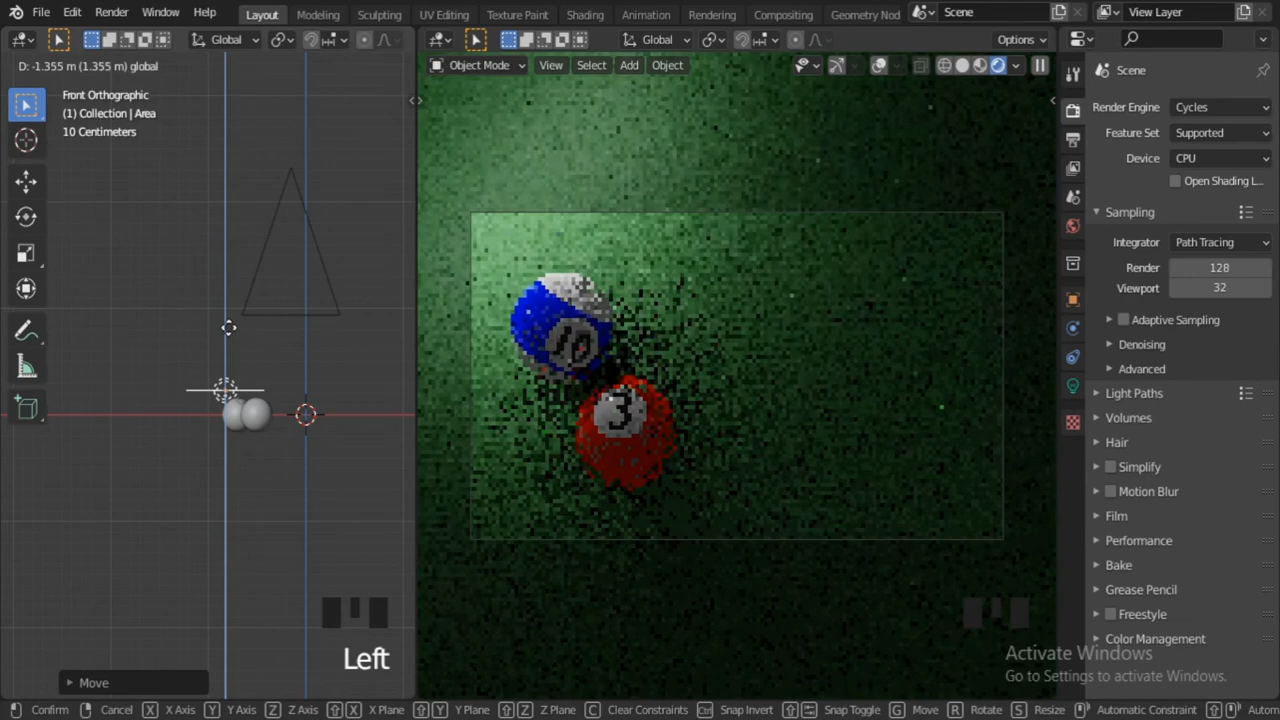 File Edit Render Window Help Layout Modeling Sculpting UV Editing Texture Paint Shading Animation Rendering Compositing Geometry Nod Scene View Layer
Global Global Options
D: -1.355 m (1.355 m) global
Object Mode View Select Add Object
Front Orthographic
(1) Collection | Area
10 Centimeters
Scene
Render Engine Cycles
Feature Set Supported
Device CPU
Open Shading L...
Sampling
Integrator Path Tracing
Render 128
Viewport 32
Adaptive Sampling
Denoising
Advanced
Light Paths
Volumes
Hair
Simplify
Motion Blur
Film
Performance
Bake
Grease Pencil
Freestyle
Color Management
10
3
Left
Move
Activate Windows
Go to Settings to activate Windows.
Confirm Cancel X X Axis Y Y Axis Z Z Axis X X Plane Y Y Plane Z Z Plane C Clear Constraints Ctrl Snap Invert Snap Toggle G Move R Rotate S Resize Automatic Constraint Autom